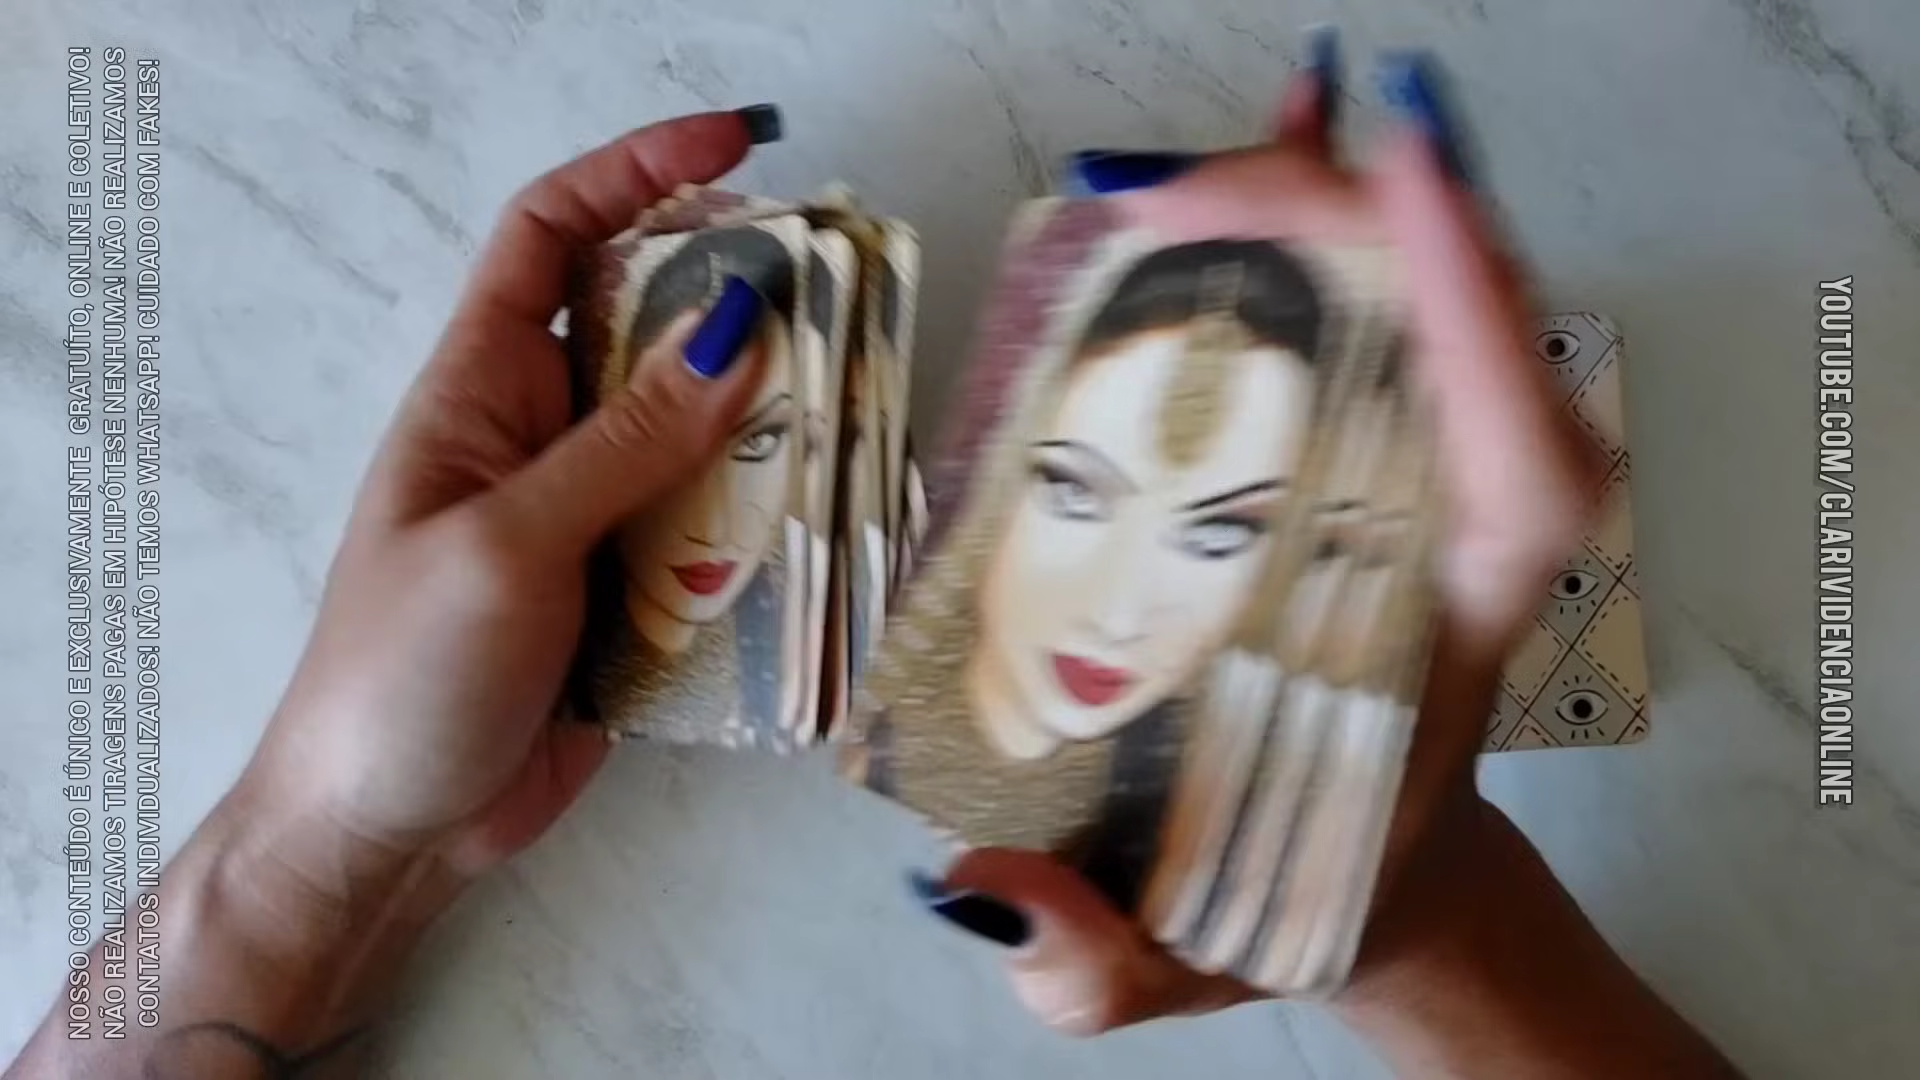 NOSSO CONTEÚDO É ÚNICO E EXCLUSIVAMENTE GRATUÍTO, ONLINE E COLETIVO!
NÃO REALIZAMOS TIRAGENS PAGAS EM HIPÓTESE NENHUMA! NÃO REALIZAMOS
CONTATOS INDIVIDUALIZADOS! NÃO TEMOS WHATSAPP! CUIDADO COM FAKES!
YOUTUBE.COM/CLARIVIDENCIAONLINE